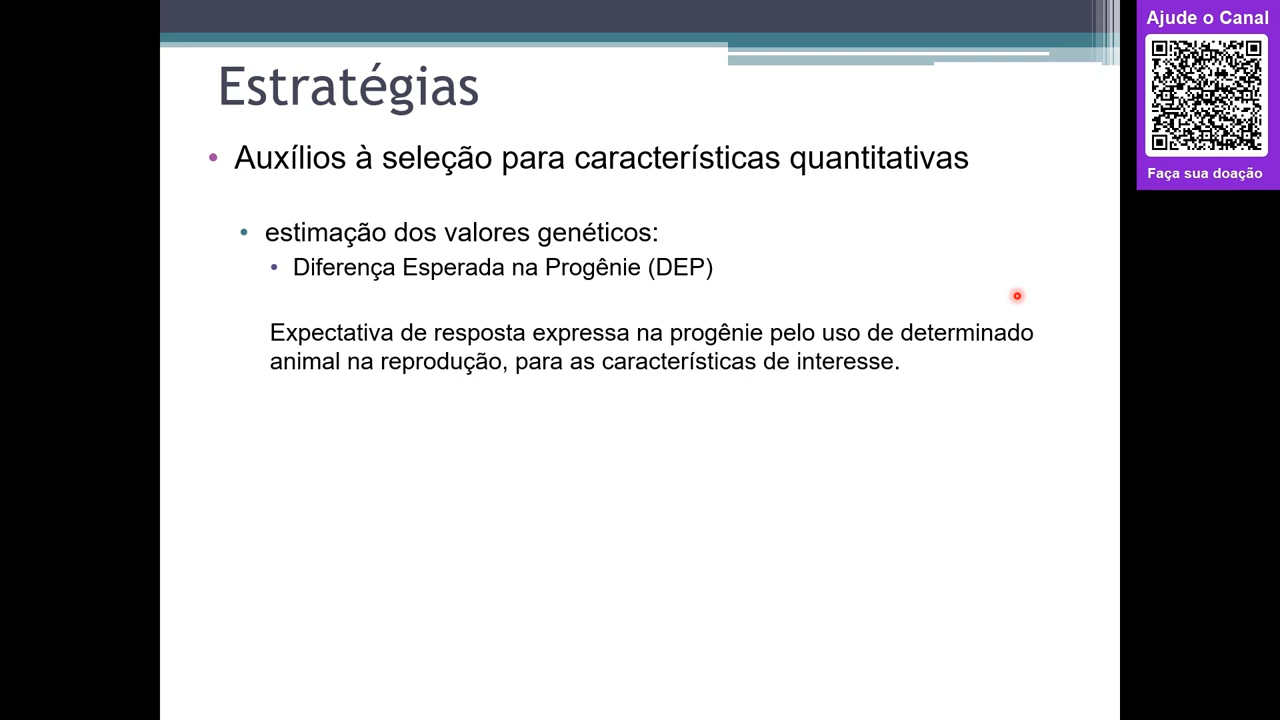 Estratégias
• Auxílios à seleção para características quantitativas
• estimação dos valores genéticos:
• Diferença Esperada na Progênie (DEP)
Expectativa de resposta expressa na progênie pelo uso de determinado
animal na reprodução, para as características de interesse.
Ajude o Canal
Faça sua doação